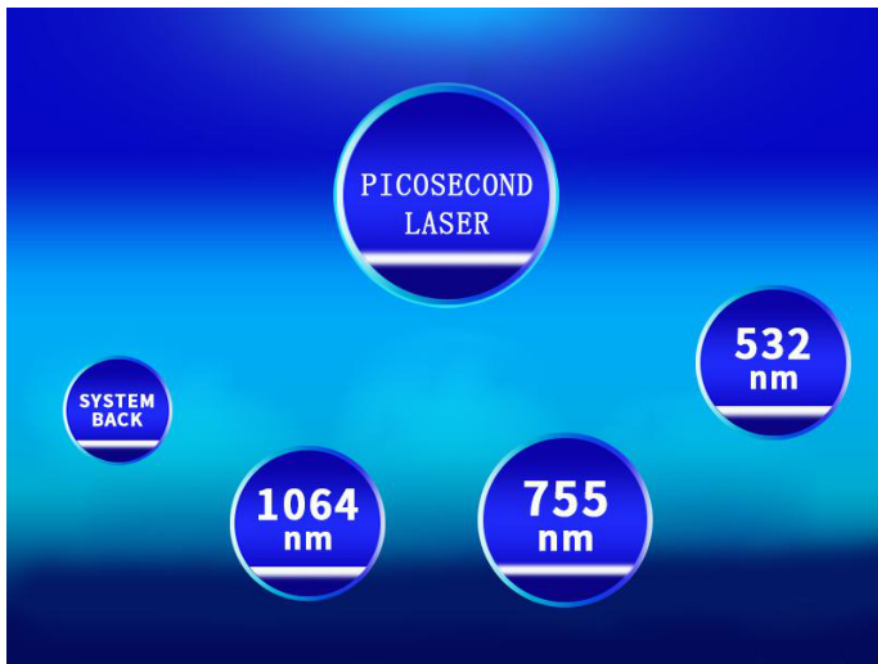 PICOSECOND
LASER
532
nm
SYSTEM
BACK
1064
nm
755
nm